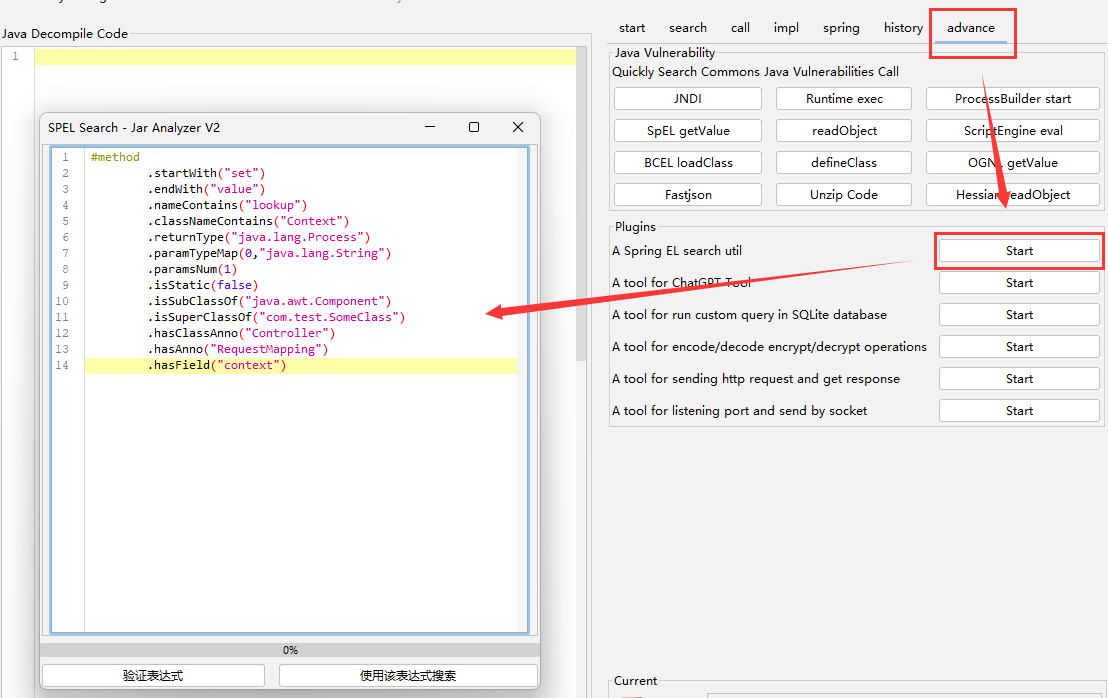 Java Decompile Code
1
SPEL Search - Jar Analyzer V2
1 #method
2 .startWith("set")
3 .endWith("value")
4 .nameContains("lookup")
5 .classNameContains("Context")
6 .returnType("java.lang.Process")
7 .paramTypeMap(0,"java.lang.String")
8 .paramsNum(1)
9 .isStatic(false)
10 .isSubClassOf("java.awt.Component")
11 .isSuperClassOf("com.test.SomeClass")
12 .hasClassAnno("Controller")
13 .hasAnno("RequestMapping")
14 .hasField("context")
0%
验证表达式 使用该表达式搜索
start search call impl spring history advance
Java Vulnerability
Quickly Search Commons Java Vulnerabilities Call
JNDI Runtime exec ProcessBuilder start
SpEL getValue readObject ScriptEngine eval
BCEL loadClass defineClass OGNL getValue
Fastjson Unzip Code Hessian readObject
Plugins
A Spring EL search util Start
A tool for ChatGPT Tool Start
A tool for run custom query in SQLite database Start
A tool for encode/decode encrypt/decrypt operations Start
A tool for sending http request and get response Start
A tool for listening port and send by socket Start
Current